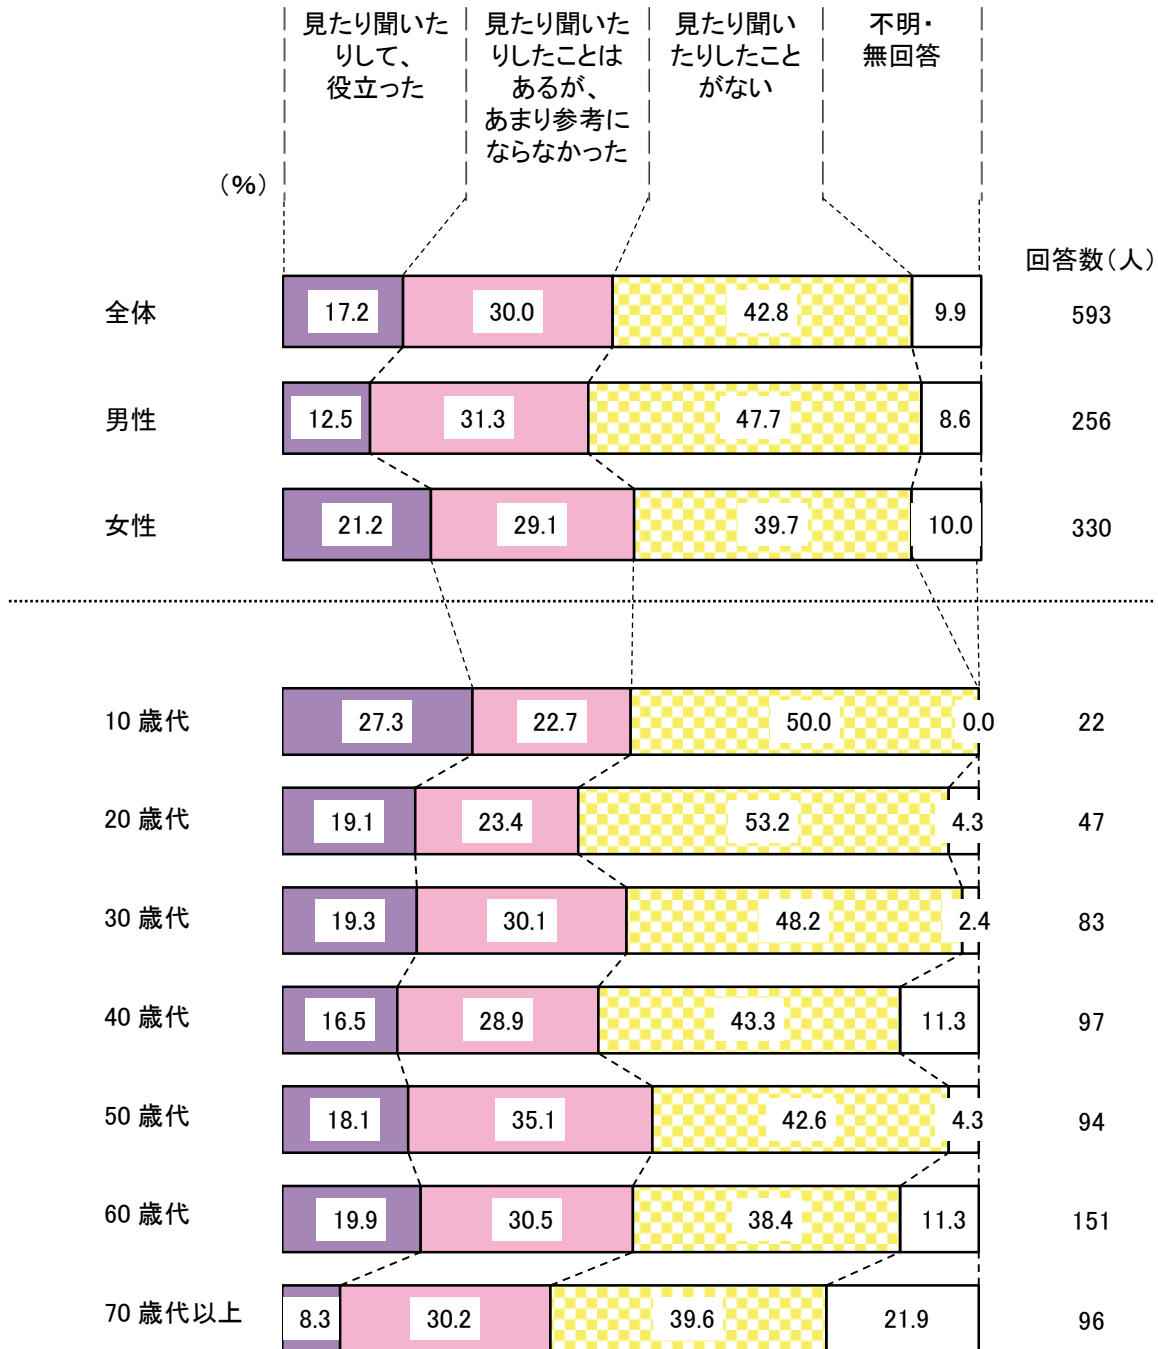 見たり聞いた
りして、
役立った
見たり聞いた
りしたことは
あるが、
あまり参考に
ならなかった
見たり聞い
たりしたこと
がない
不明・
無回答
(%)
回答数(人)
全体 17.2 30.0 42.8 9.9 593
男性 12.5 31.3 47.7 8.6 256
女性 21.2 29.1 39.7 10.0 330
10 歳代 27.3 22.7 50.0 0.0 22
20 歳代 19.1 23.4 53.2 4.3 47
30 歳代 19.3 30.1 48.2 2.4 83
40 歳代 16.5 28.9 43.3 11.3 97
50 歳代 18.1 35.1 42.6 4.3 94
60 歳代 19.9 30.5 38.4 11.3 151
70 歳代以上 8.3 30.2 39.6 21.9 96